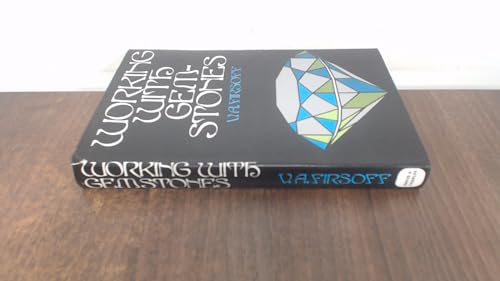 WORKING
WITH
GEM-
STONES
V.A.FIRSOFF
WORKING WITH
GEMSTONES
V.A.FIRSOFF